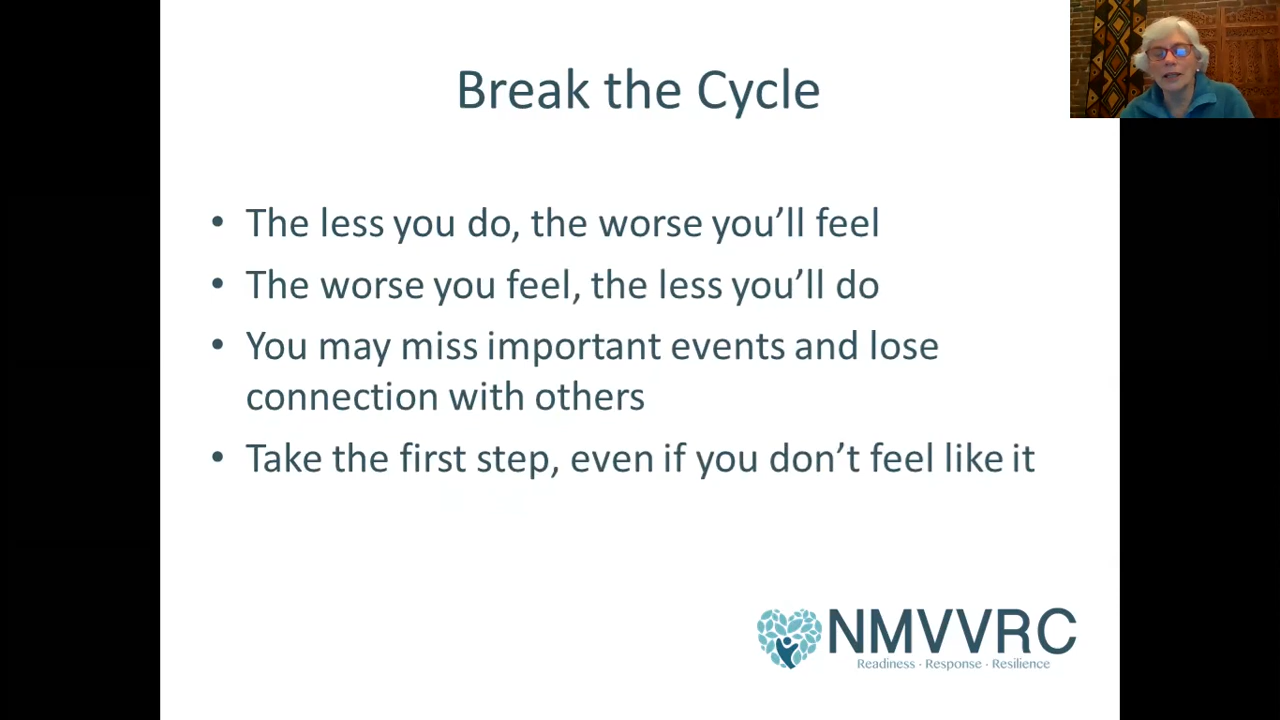 Break the Cycle
• The less you do, the worse you’ll feel
• The worse you feel, the less you’ll do
• You may miss important events and lose
connection with others
• Take the first step, even if you don’t feel like it
NMVVRC
Readiness · Response · Resilience